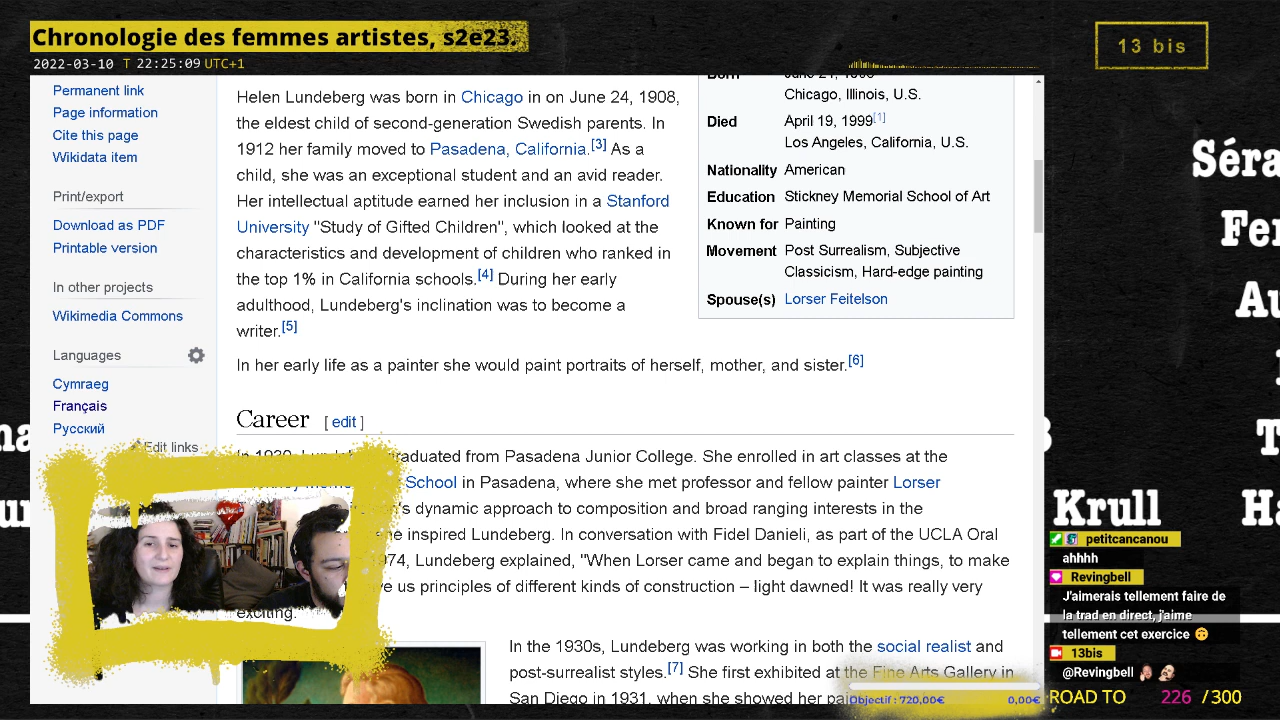 Chronologie des femmes artistes, s2e23
2022-03-10 T 22:25:09 UTC+1
13 bis
Permanent link
Page information
Cite this page
Wikidata item
Print/export
Download as PDF
Printable version
In other projects
Wikimedia Commons
Languages
Cymraeg
Français
Русский
Edit links
Helen Lundeberg was born in Chicago in on June 24, 1908,
the eldest child of second-generation Swedish parents. In
1912 her family moved to Pasadena, California.[3] As a
child, she was an exceptional student and an avid reader.
Her intellectual aptitude earned her inclusion in a Stanford
University "Study of Gifted Children", which looked at the
characteristics and development of children who ranked in
the top 1% in California schools.[4] During her early
adulthood, Lundeberg's inclination was to become a
writer.[5]
Chicago, Illinois, U.S.
Died April 19, 1999[1]
Los Angeles, California, U.S.
Nationality American
Education Stickney Memorial School of Art
Known for Painting
Movement Post Surrealism, Subjective
Classicism, Hard-edge painting
Spouse(s) Lorser Feitelson
In her early life as a painter she would paint portraits of herself, mother, and sister.[6]
Career [ edit ]
In 1930, graduated from Pasadena Junior College. She enrolled in art classes at the
School in Pasadena, where she met professor and fellow painter Lorser
's dynamic approach to composition and broad ranging interests in the
inspired Lundeberg. In conversation with Fidel Danieli, as part of the UCLA Oral
Lundeberg explained, "When Lorser came and began to explain things, to make
us principles of different kinds of construction – light dawned! It was really very
exciting."
In the 1930s, Lundeberg was working in both the social realist and
post-surrealist styles.[7] She first exhibited at the Fine Arts Gallery in
San Diego in 1931, when she showed her
Séra
Fer
Au
Krull
Ha
petitcancanou
ahhhh
Revingbell
J'aimerais tellement faire de
la trad en direct, j'aime
tellement cet exercice 🙃
13bis
@Revingbell
Objectif : 720,00€ 0,00€
ROAD TO 226 /300